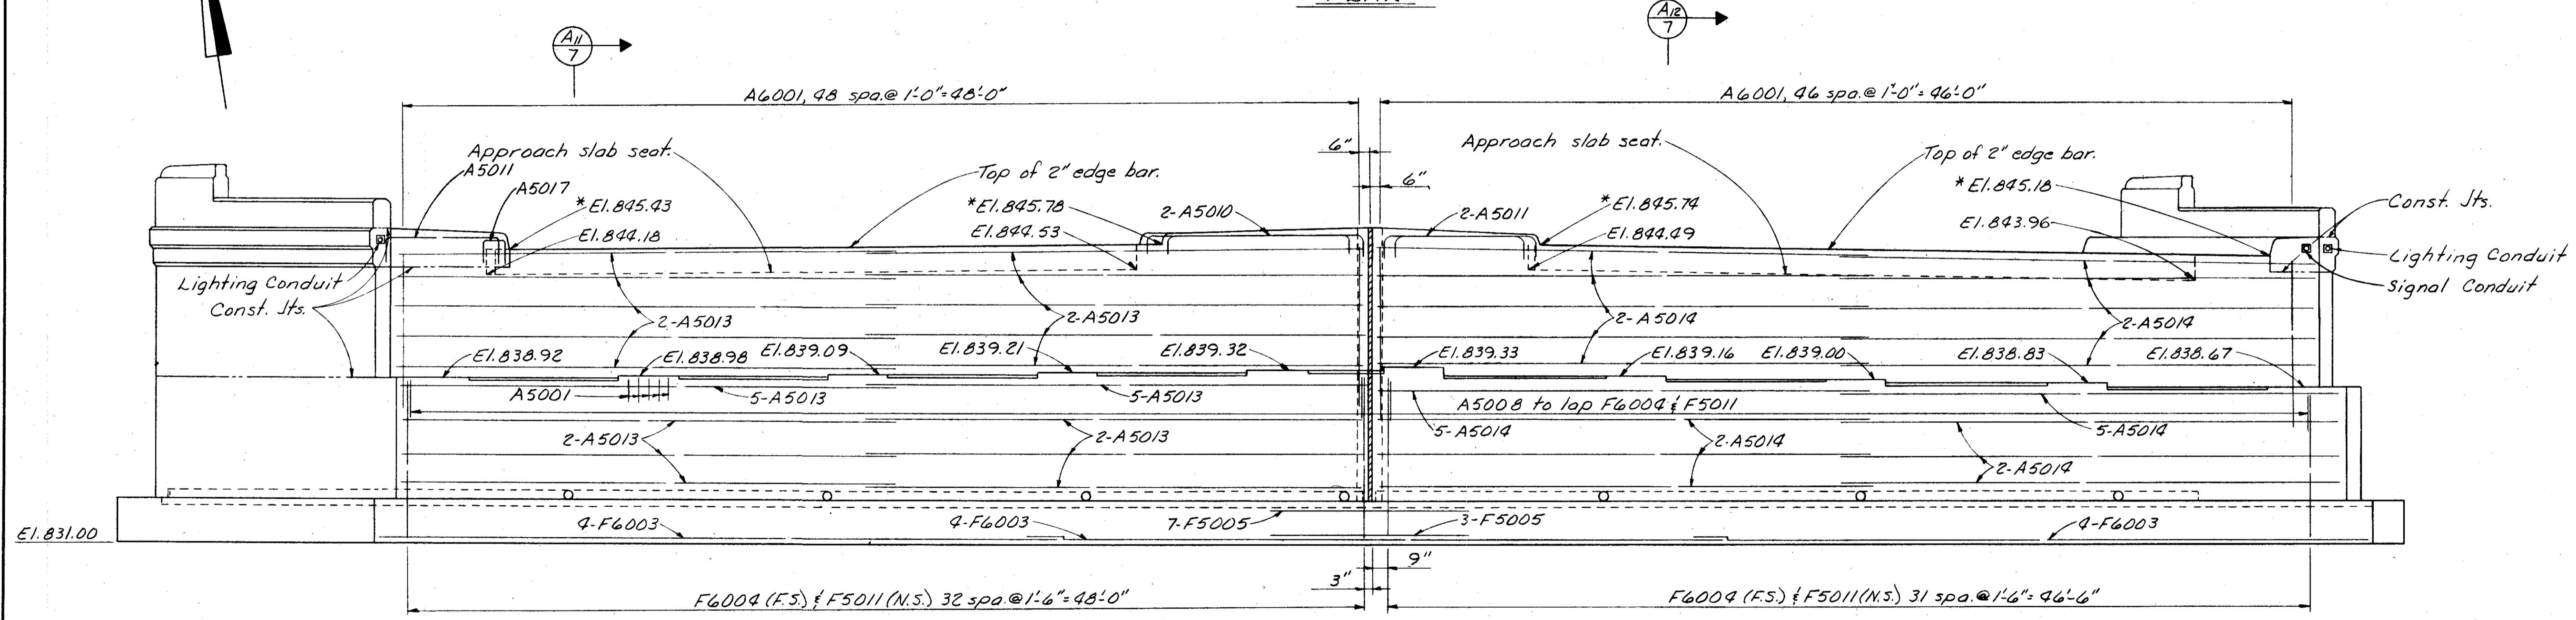 A11
7
A12
7
A6001, 48 spa.@ 1'-0"=48'-0"
A6001, 46 spa.@ 1'-0"=46'-0"
Approach slab seat.
A5011
A5017
*El.845.43
El.844.18
Top of 2" edge bar.
*El.845.78
El.844.53
2-A5010
6"
6"
2-A5011
Approach slab seat.
*El.845.74
El.844.49
Top of 2" edge bar.
*El.845.18
El.843.96
Const. Jts.
Lighting Conduit
Signal Conduit
Lighting Conduit
Const. Jts.
2-A5013
2-A5013
2-A5014
2-A5014
El.838.92
El.838.98
El.839.09
El.839.21
El.839.32
El.839.33
El.839.16
El.839.00
El.838.83
El.838.67
A5001
5-A5013
5-A5013
A5008 to lap F6004 & F5011
5-A5014
5-A5014
2-A5013
2-A5013
2-A5014
2-A5014
El.831.00
4-F6003
4-F6003
7-F5005
3-F5005
4-F6003
9"
3"
F6004 (F.S.) & F5011 (N.S.) 32 spa.@1'-6"=48'-0"
F6004 (F.S.) & F5011(N.S.) 31 spa.@1'-6"=46'-6"